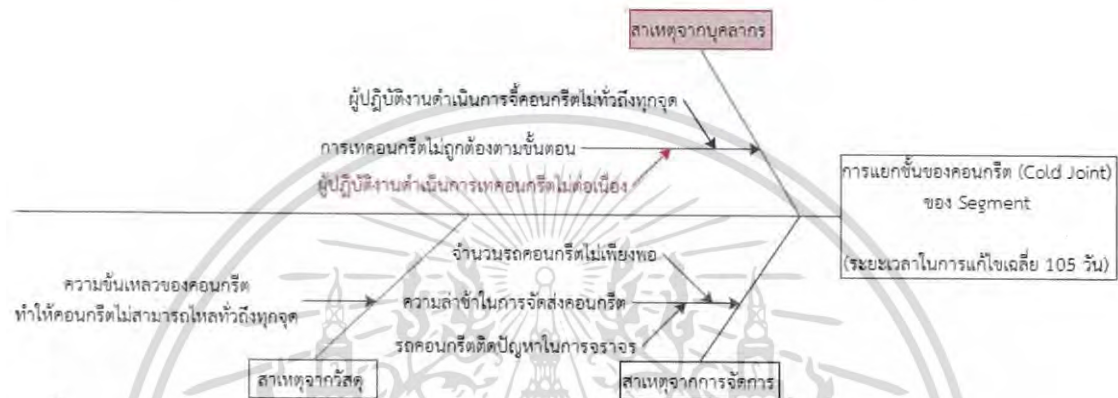 สาเหตุจากบุคลากร
ผู้ปฏิบัติงานดำเนินการจี้คอนกรีตไม่ทั่วถึงทุกจุด
การเทคอนกรีตไม่ถูกต้องตามขั้นตอน
ผู้ปฏิบัติงานดำเนินการเทคอนกรีตไม่ต่อเนื่อง
การแยกชั้นของคอนกรีต (Cold Joint)
ของ Segment
(ระยะเวลาในการแก้ไขเฉลี่ย 105 วัน)
จำนวนรถคอนกรีตไม่เพียงพอ
ความล่าช้าในการจัดส่งคอนกรีต
รถคอนกรีตติดปัญหาในการจราจร
ความข้นเหลวของคอนกรีต
ทำให้คอนกรีตไม่สามารถไหลทั่วถึงทุกจุด
สาเหตุจากวัสดุ
สาเหตุจากการจัดการ